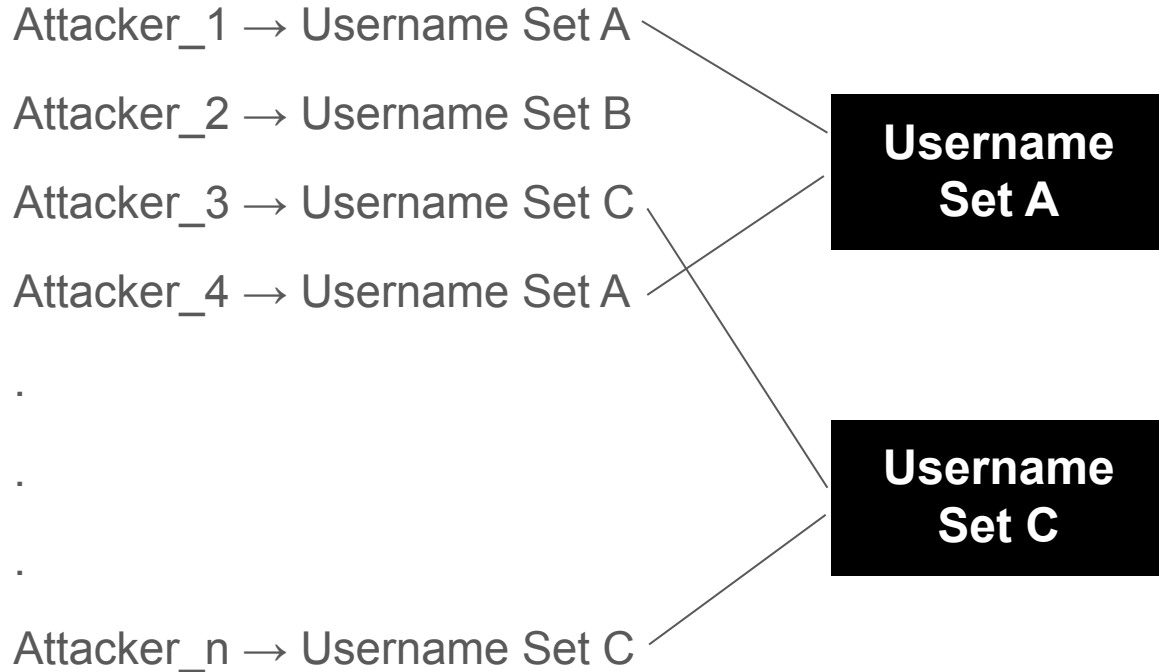 Attacker_1 → Username Set A
Attacker_2 → Username Set B
Attacker_3 → Username Set C
Attacker_4 → Username Set A
.
.
.
Attacker_n → Username Set C
Username
Set A
Username
Set C